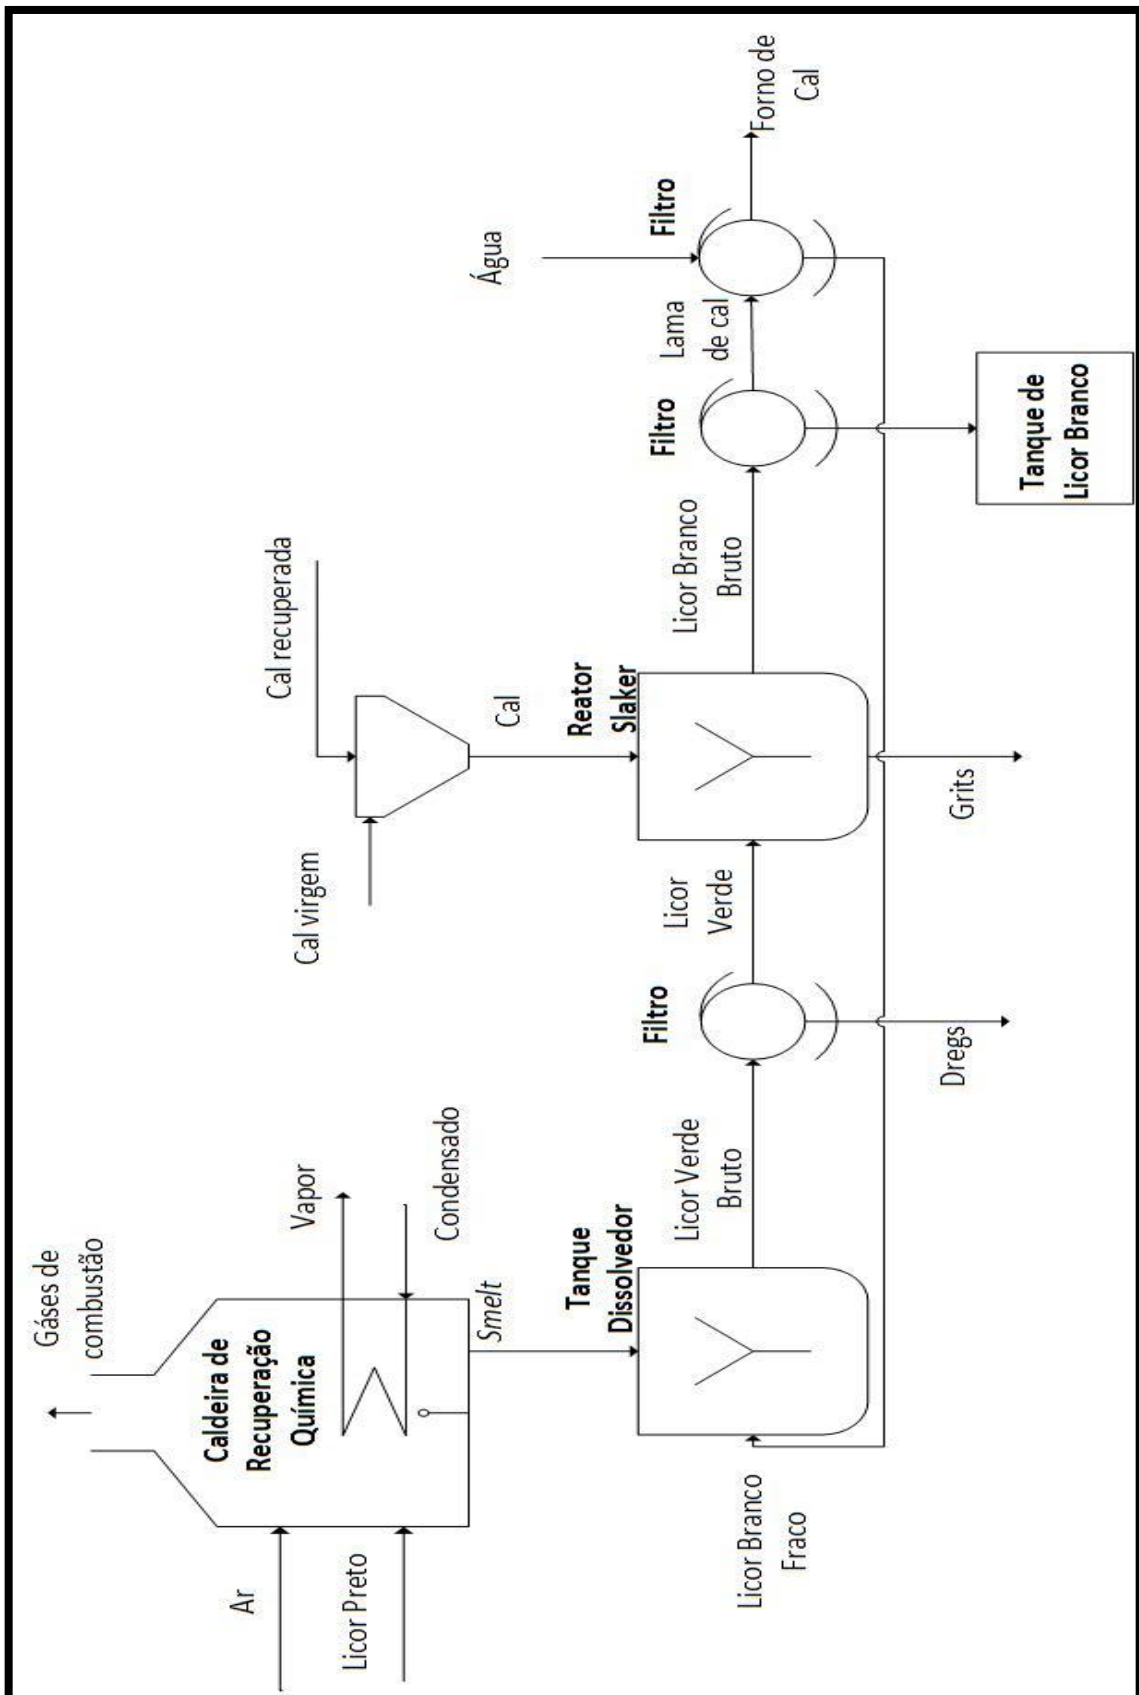 Gáses de
combustão
Ar
Licor Preto
Caldeira de
Recuperação
Química
Vapor
Condensado
Smelt
Cal virgem
Cal recuperada
Cal
Tanque
Dissolvedor
Licor Branco
Fraco
Licor Verde
Bruto
Filtro
Dregs
Licor
Verde
Reator
Slaker
Grits
Licor Branco
Bruto
Filtro
Tanque de
Licor Branco
Lama
de cal
Água
Filtro
Forno de
Cal